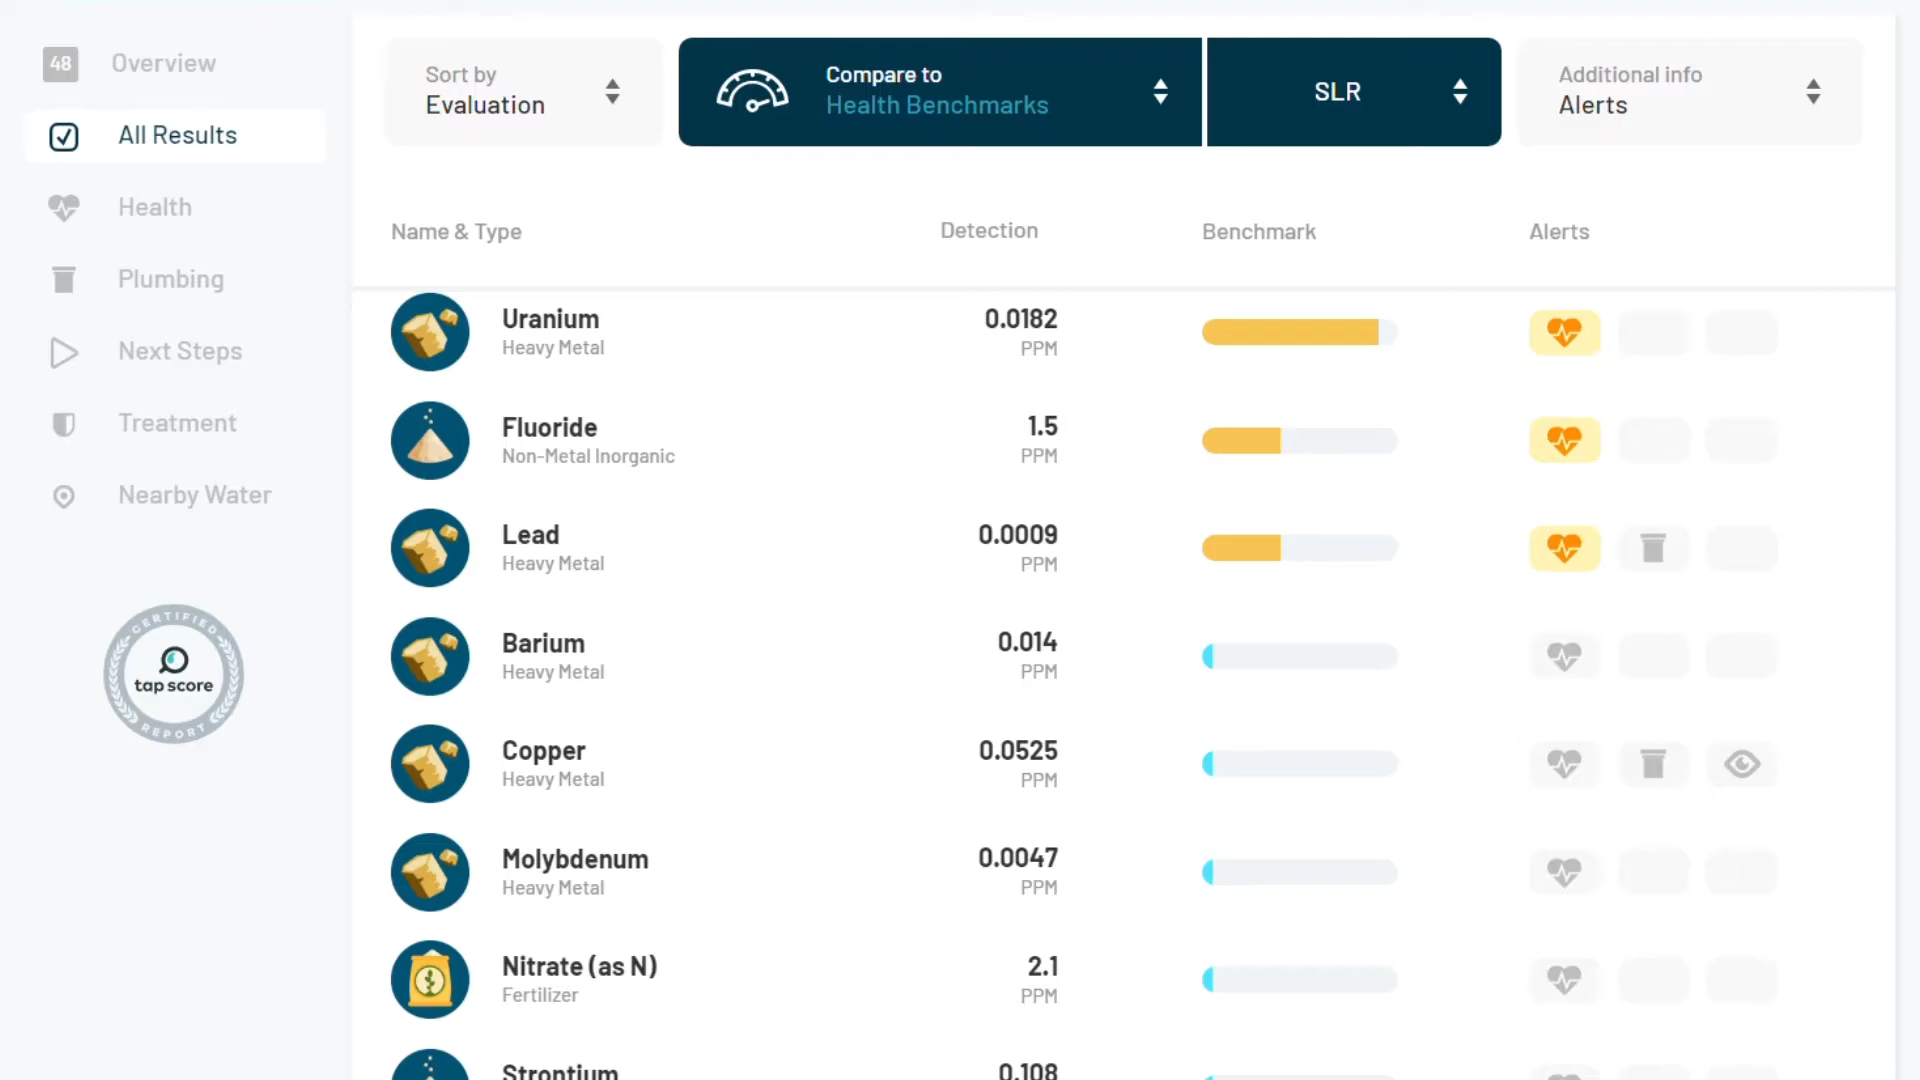 48 Overview
All Results
Health
Plumbing
Next Steps
Treatment
Nearby Water
CERTIFIED
tap score
REPORT
Sort by
Evaluation
Compare to
Health Benchmarks
SLR
Additional info
Alerts
Name & Type Detection Benchmark Alerts
Uranium 0.0182
Heavy Metal PPM
Fluoride 1.5
Non-Metal Inorganic PPM
Lead 0.0009
Heavy Metal PPM
Barium 0.014
Heavy Metal PPM
Copper 0.0525
Heavy Metal PPM
Molybdenum 0.0047
Heavy Metal PPM
Nitrate (as N) 2.1
Fertilizer PPM
Strontium 0.108